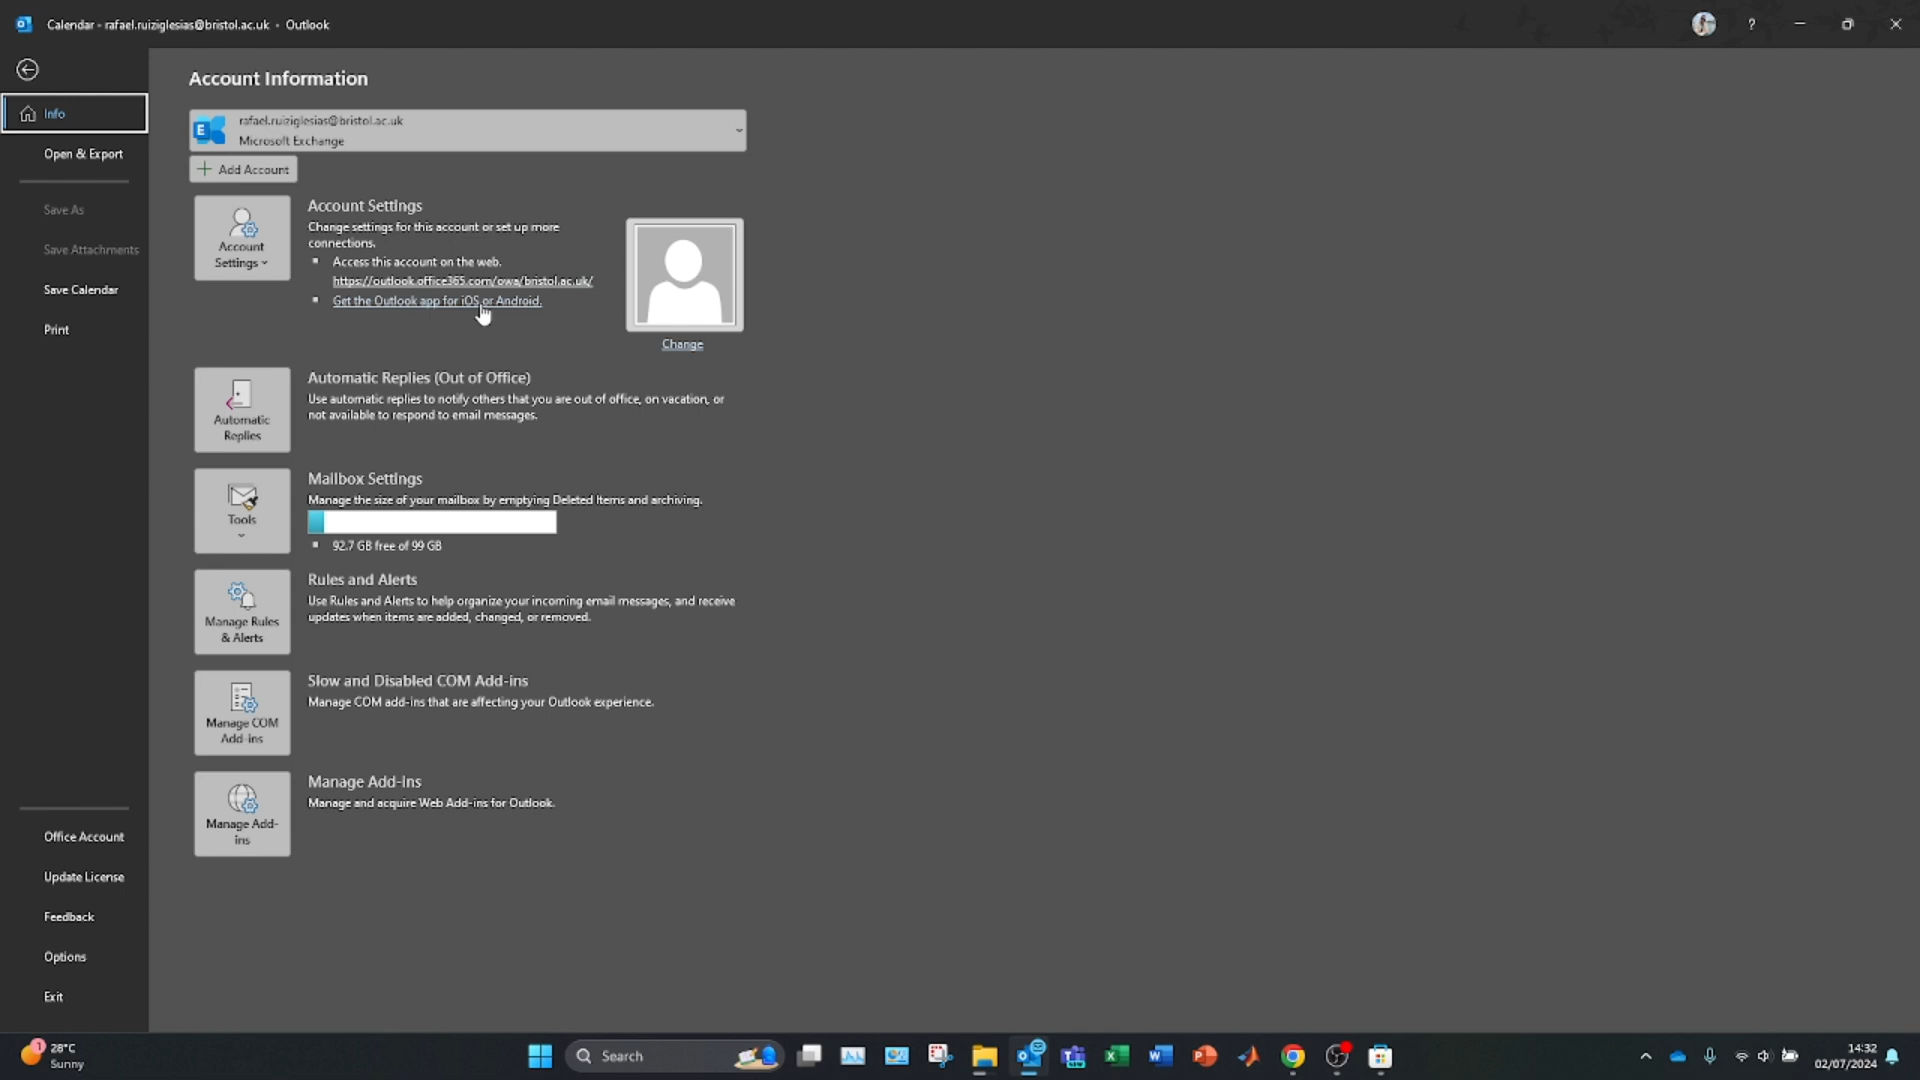 Calendar - rafael.ruiziglesias@bristol.ac.uk - Outlook
?
Info
Open & Export
Save As
Save Attachments
Save Calendar
Print
Office Account
Update License
Feedback
Options
Exit
Account Information
rafael.ruiziglesias@bristol.ac.uk
Microsoft Exchange
Add Account
Account
Settings
Account Settings
Change settings for this account or set up more
connections.
Access this account on the web.
https://outlook.office365.com/owa/bristol.ac.uk/
Get the Outlook app for iOS or Android.
Change
Automatic
Replies
Automatic Replies (Out of Office)
Use automatic replies to notify others that you are out of office, on vacation, or
not available to respond to email messages.
Tools
Mailbox Settings
Manage the size of your mailbox by emptying Deleted Items and archiving.
92.7 GB free of 99 GB
Manage Rules
& Alerts
Rules and Alerts
Use Rules and Alerts to help organize your incoming email messages, and receive
updates when items are added, changed, or removed.
Manage COM
Add-ins
Slow and Disabled COM Add-ins
Manage COM add-ins that are affecting your Outlook experience.
Manage Add-
ins
Manage Add-Ins
Manage and acquire Web Add-ins for Outlook.
1
28°C
Sunny
Search
14:32
02/07/2024